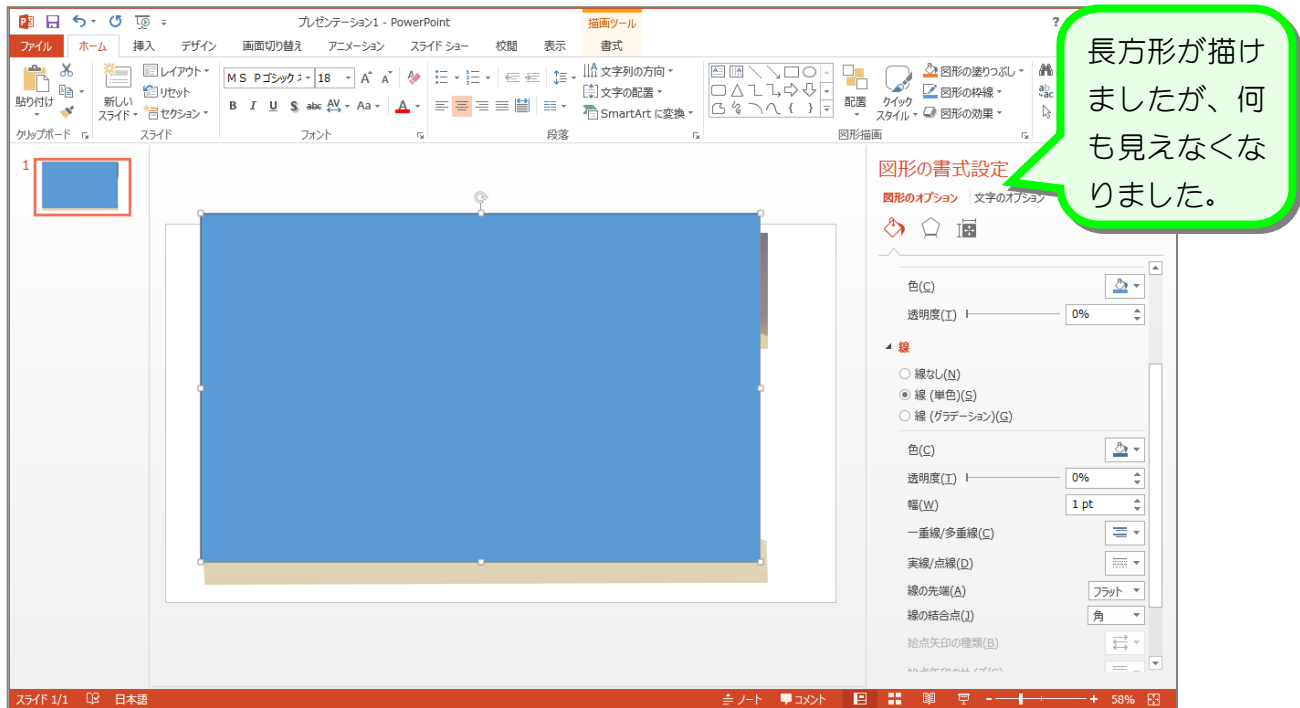 プレゼンテーション1 - PowerPoint
描画ツール
?
ファイル ホーム 挿入 デザイン 画面切り替え アニメーション スライド ショー 校閲 表示 書式
貼り付け
新しい
スライド
レイアウト
リセット
セクション
ＭＳ Ｐゴシック
18
B I U S abc AV Aa A
文字列の方向
文字の配置
SmartArt に変換
配置
クイック
スタイル
図形の塗りつぶし
図形の枠線
図形の効果
クリップボード スライド フォント 段落 図形描画
長方形が描け
ましたが、何
も見えなくな
りました。
1
図形の書式設定
図形のオプション 文字のオプション
色(C)
透明度(T) 0%
線
線なし(N)
線 (単色)(S)
線 (グラデーション)(G)
色(C)
透明度(T) 0%
幅(W) 1 pt
一重線/多重線(C)
実線/点線(D)
線の先端(A) フラット
線の結合点(J) 角
始点矢印の種類(B)
スライド 1/1 日本語 ノート コメント 58%